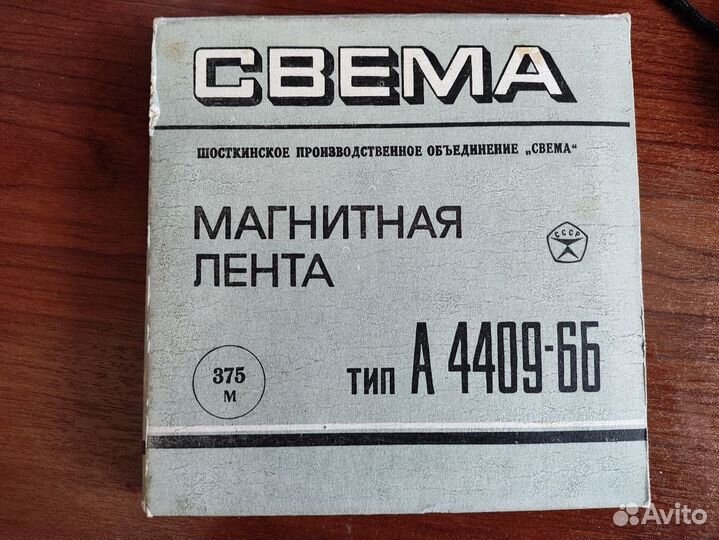 СВЕМА
ШОСТКИНСКОЕ ПРОИЗВОДСТВЕННОЕ ОБЪЕДИНЕНИЕ „СВЕМА“
МАГНИТНАЯ
ЛЕНТА
СССР
375
М
ТИП А 4409-6Б
Avito